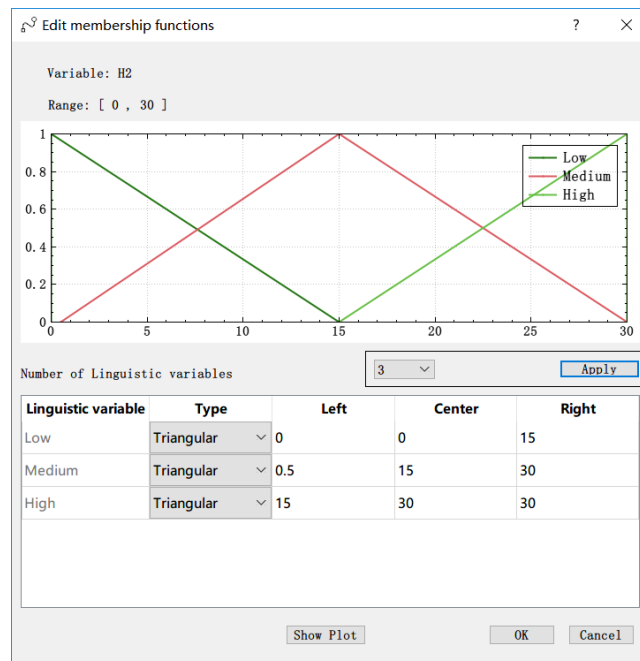 Edit membership functions ? ×
Variable: H2
Range: [ 0 , 30 ]
1
0.8
0.6
0.4
0.2
0
0 5 10 15 20 25 30
Low
Medium
High
Number of Linguistic variables 3 Apply
Linguistic variable Type Left Center Right
Low Triangular 0 0 15
Medium Triangular 0.5 15 30
High Triangular 15 30 30
Show Plot OK Cancel